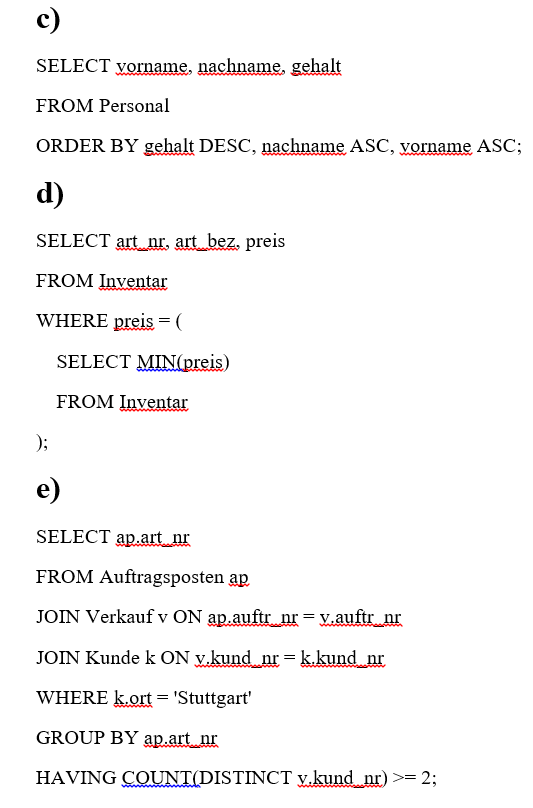 c)
SELECT vorname, nachname, gehalt
FROM Personal
ORDER BY gehalt DESC, nachname ASC, vorname ASC;
d)
SELECT art_nr, art_bez, preis
FROM Inventar
WHERE preis = (
SELECT MIN(preis)
FROM Inventar
);
e)
SELECT ap.art_nr
FROM Auftragsposten ap
JOIN Verkauf v ON ap.auftr_nr = v.auftr_nr
JOIN Kunde k ON v.kund_nr = k.kund_nr
WHERE k.ort = 'Stuttgart'
GROUP BY ap.art_nr
HAVING COUNT(DISTINCT v.kund_nr) >= 2;